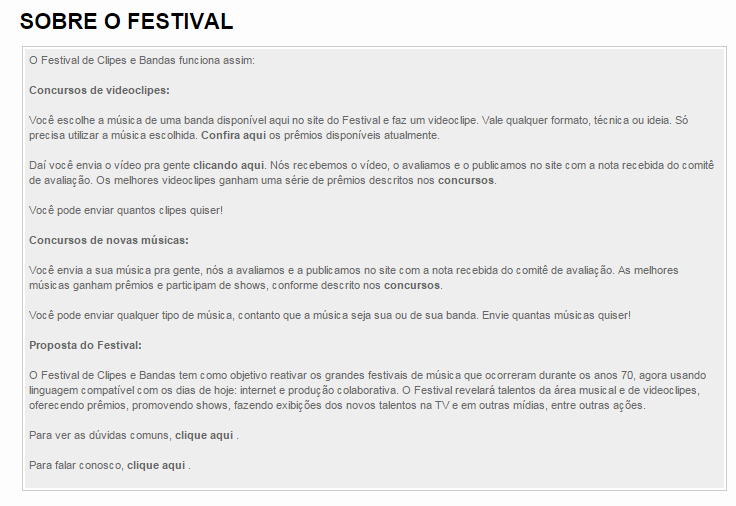 SOBRE O FESTIVAL
O Festival de Clipes e Bandas funciona assim:
Concursos de videoclipes:
Você escolhe a música de uma banda disponível aqui no site do Festival e faz um videoclipe. Vale qualquer formato, técnica ou ideia. Só
precisa utilizar a música escolhida. Confira aqui os prêmios disponíveis atualmente.
Daí você envia o vídeo pra gente clicando aqui. Nós recebemos o vídeo, o avaliamos e o publicamos no site com a nota recebida do comitê
de avaliação. Os melhores videoclipes ganham uma série de prêmios descritos nos concursos.
Você pode enviar quantos clipes quiser!
Concursos de novas músicas:
Você envia a sua música pra gente, nós a avaliamos e a publicamos no site com a nota recebida do comitê de avaliação. As melhores
músicas ganham prêmios e participam de shows, conforme descrito nos concursos.
Você pode enviar qualquer tipo de música, contanto que a música seja sua ou de sua banda. Envie quantas músicas quiser!
Proposta do Festival:
O Festival de Clipes e Bandas tem como objetivo reativar os grandes festivais de música que ocorreram durante os anos 70, agora usando
linguagem compatível com os dias de hoje: internet e produção colaborativa. O Festival revelará talentos da área musical e de videoclipes,
oferecendo prêmios, promovendo shows, fazendo exibições dos novos talentos na TV e em outras mídias, entre outras ações.
Para ver as dúvidas comuns, clique aqui .
Para falar conosco, clique aqui .